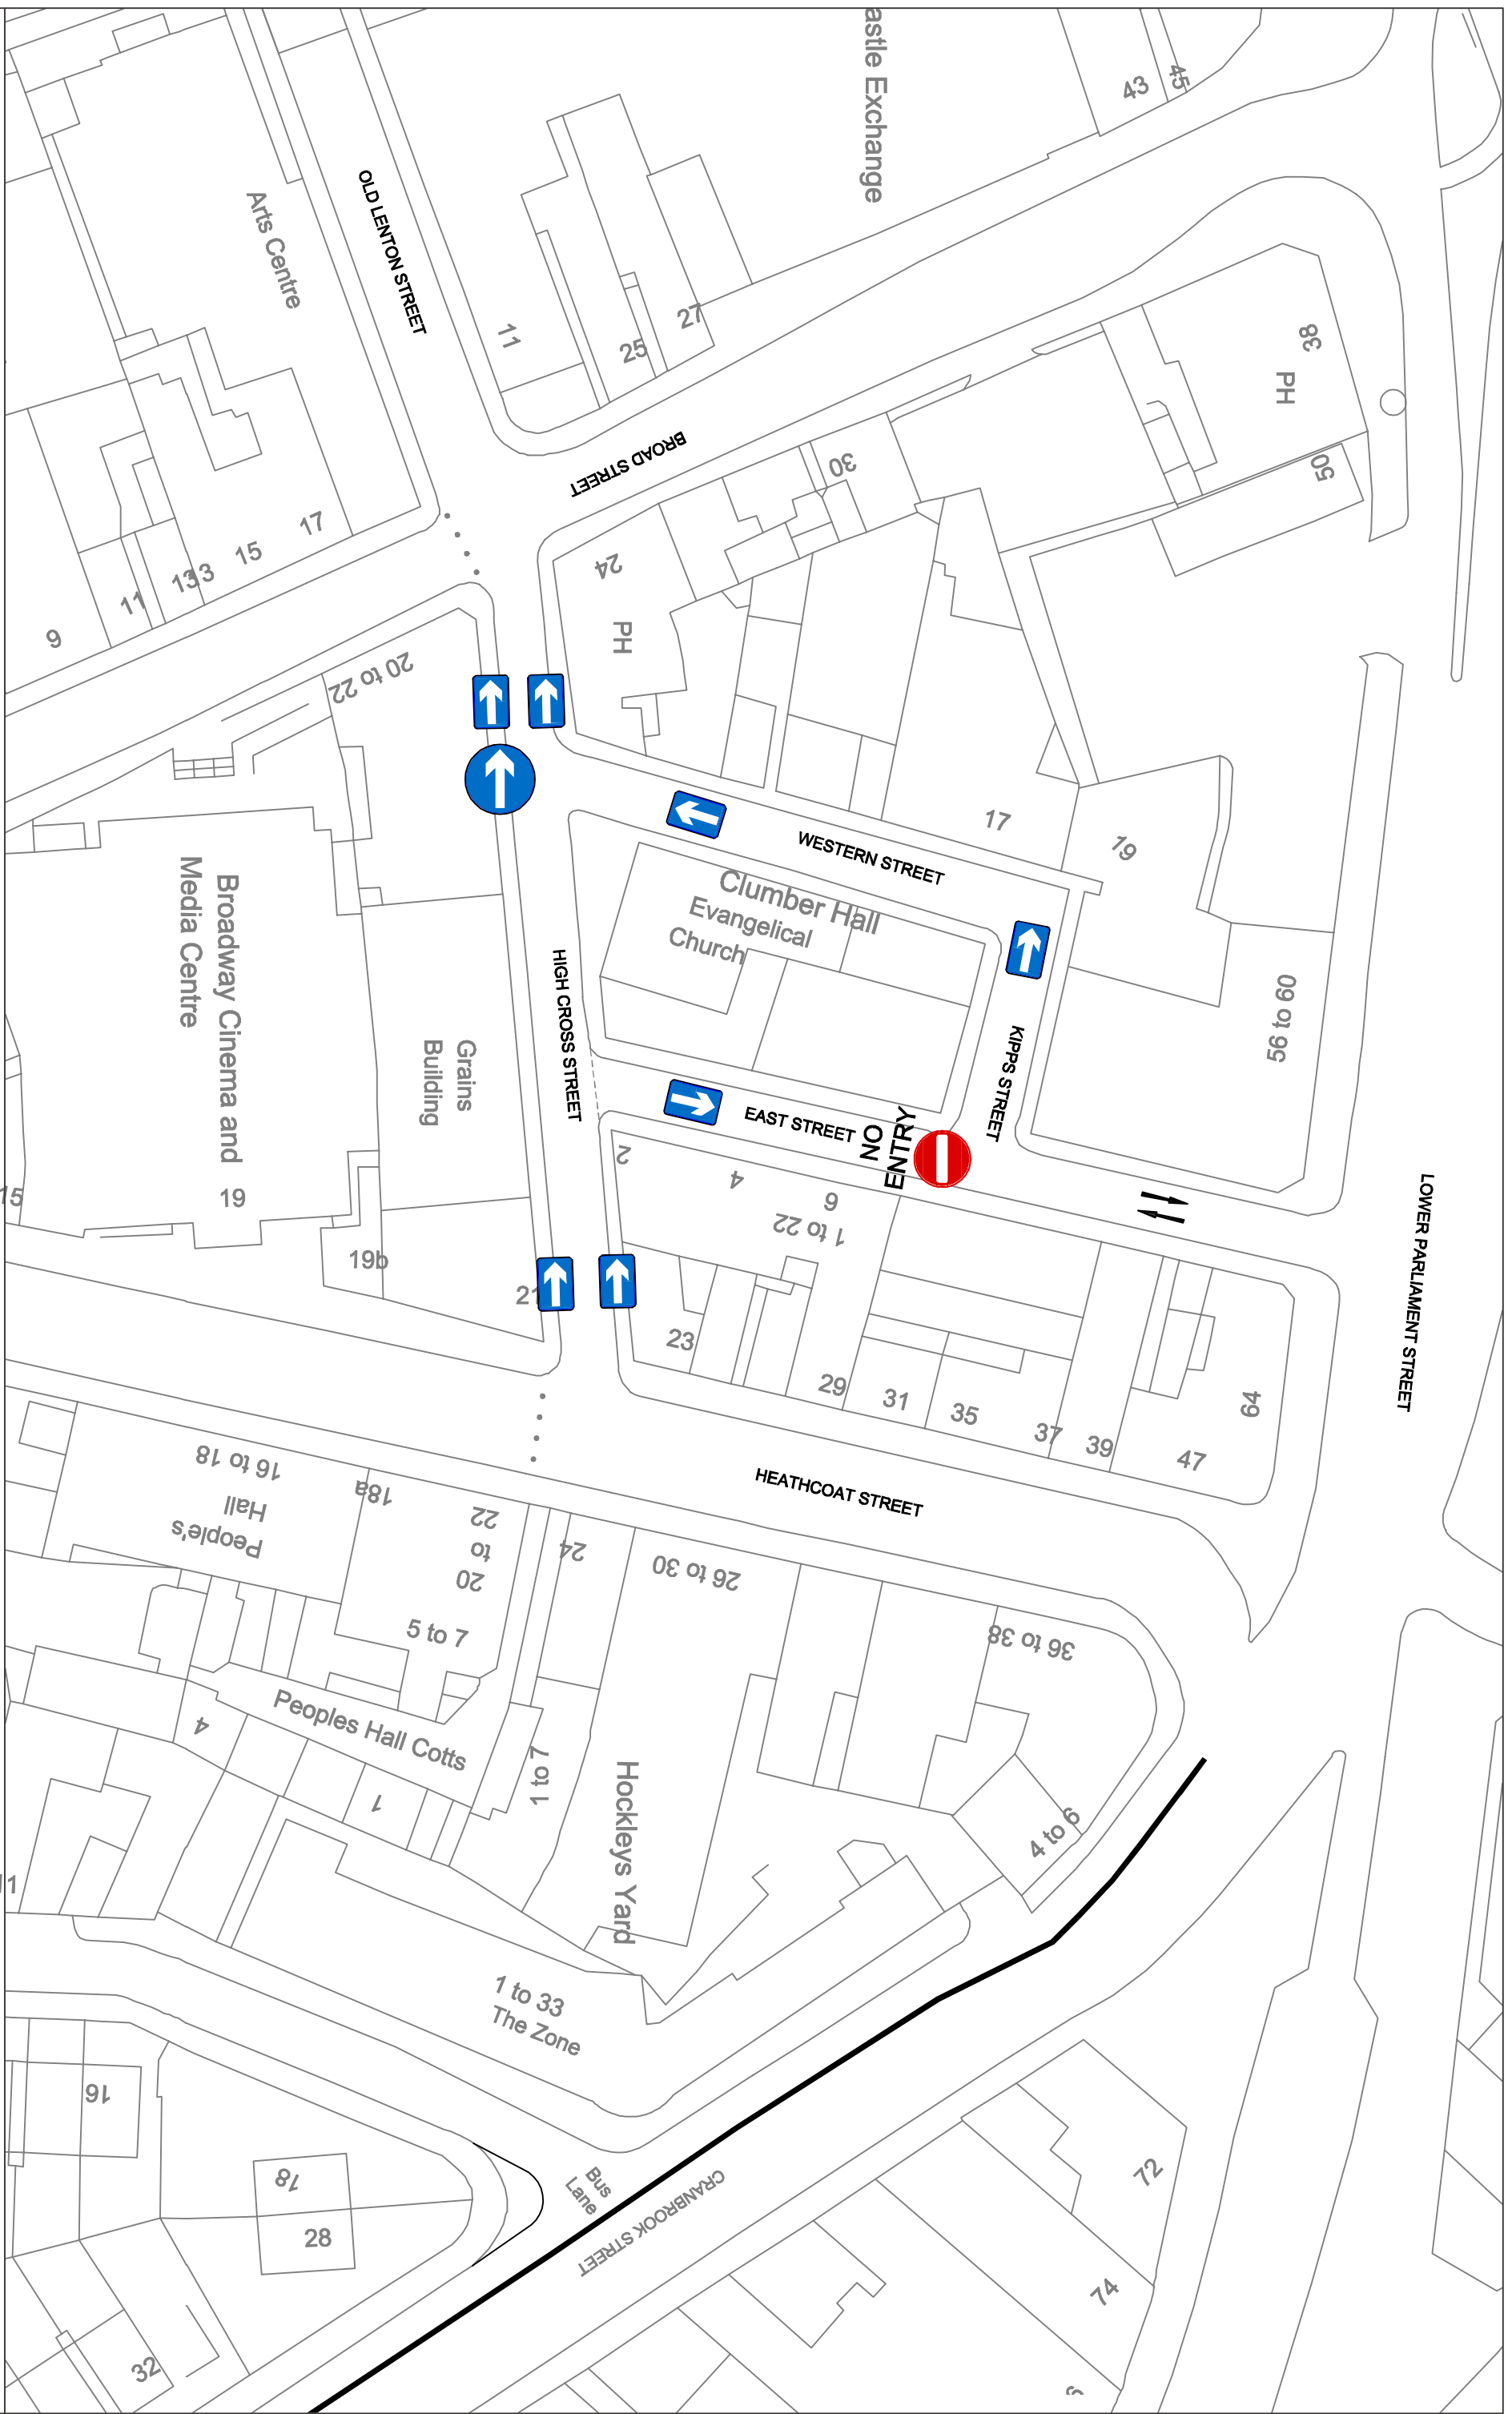 astle Exchange
43
45
OLD LENTON STREET
Arts Centre
11
25
27
38
PH
50
BROAD STREET
30
24
PH
17
15
13
13
11
9
20 to 22
17
19
WESTERN STREET
Clumber Hall
Evangelical
Church
Broadway Cinema and
Media Centre
19
HIGH CROSS STREET
Grains
Building
KIPPS STREET
56 to 60
EAST STREET
NO
ENTRY
2
4
6
1 to 22
15
19b
21
23
29
31
35
37
39
47
64
LOWER PARLIAMENT STREET
HEATHCOAT STREET
16 to 18
People's
Hall
18a
20
to
22
24
26 to 30
36 to 38
5 to 7
Peoples Hall Cotts
4
1
1 to 7
Hockleys Yard
4 to 6
11
1 to 33
The Zone
16
18
28
32
Bus
Lane
CRANBROOK STREET
72
74